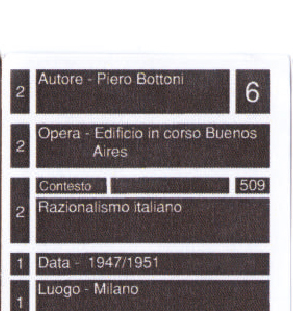 2 Autore - Piero Bottoni 6
2 Opera - Edificio in corso Buenos
Aires
Contesto 509
2 Razionalismo italiano
1 Data - 1947/1951
1 Luogo - Milano